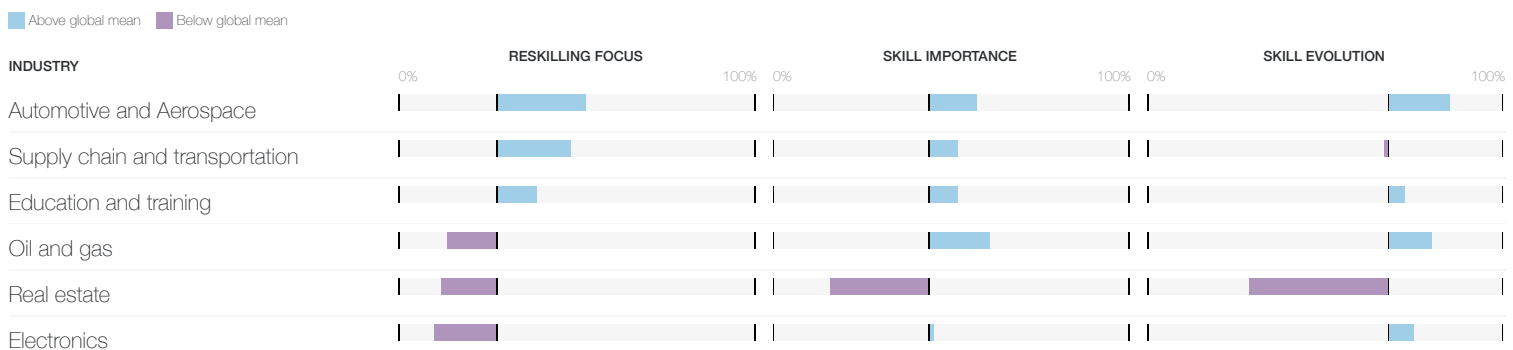 Above global mean Below global mean
INDUSTRY RESKILLING FOCUS SKILL IMPORTANCE SKILL EVOLUTION
0% 100% 0% 100% 0% 100%
Automotive and Aerospace
Supply chain and transportation
Education and training
Oil and gas
Real estate
Electronics